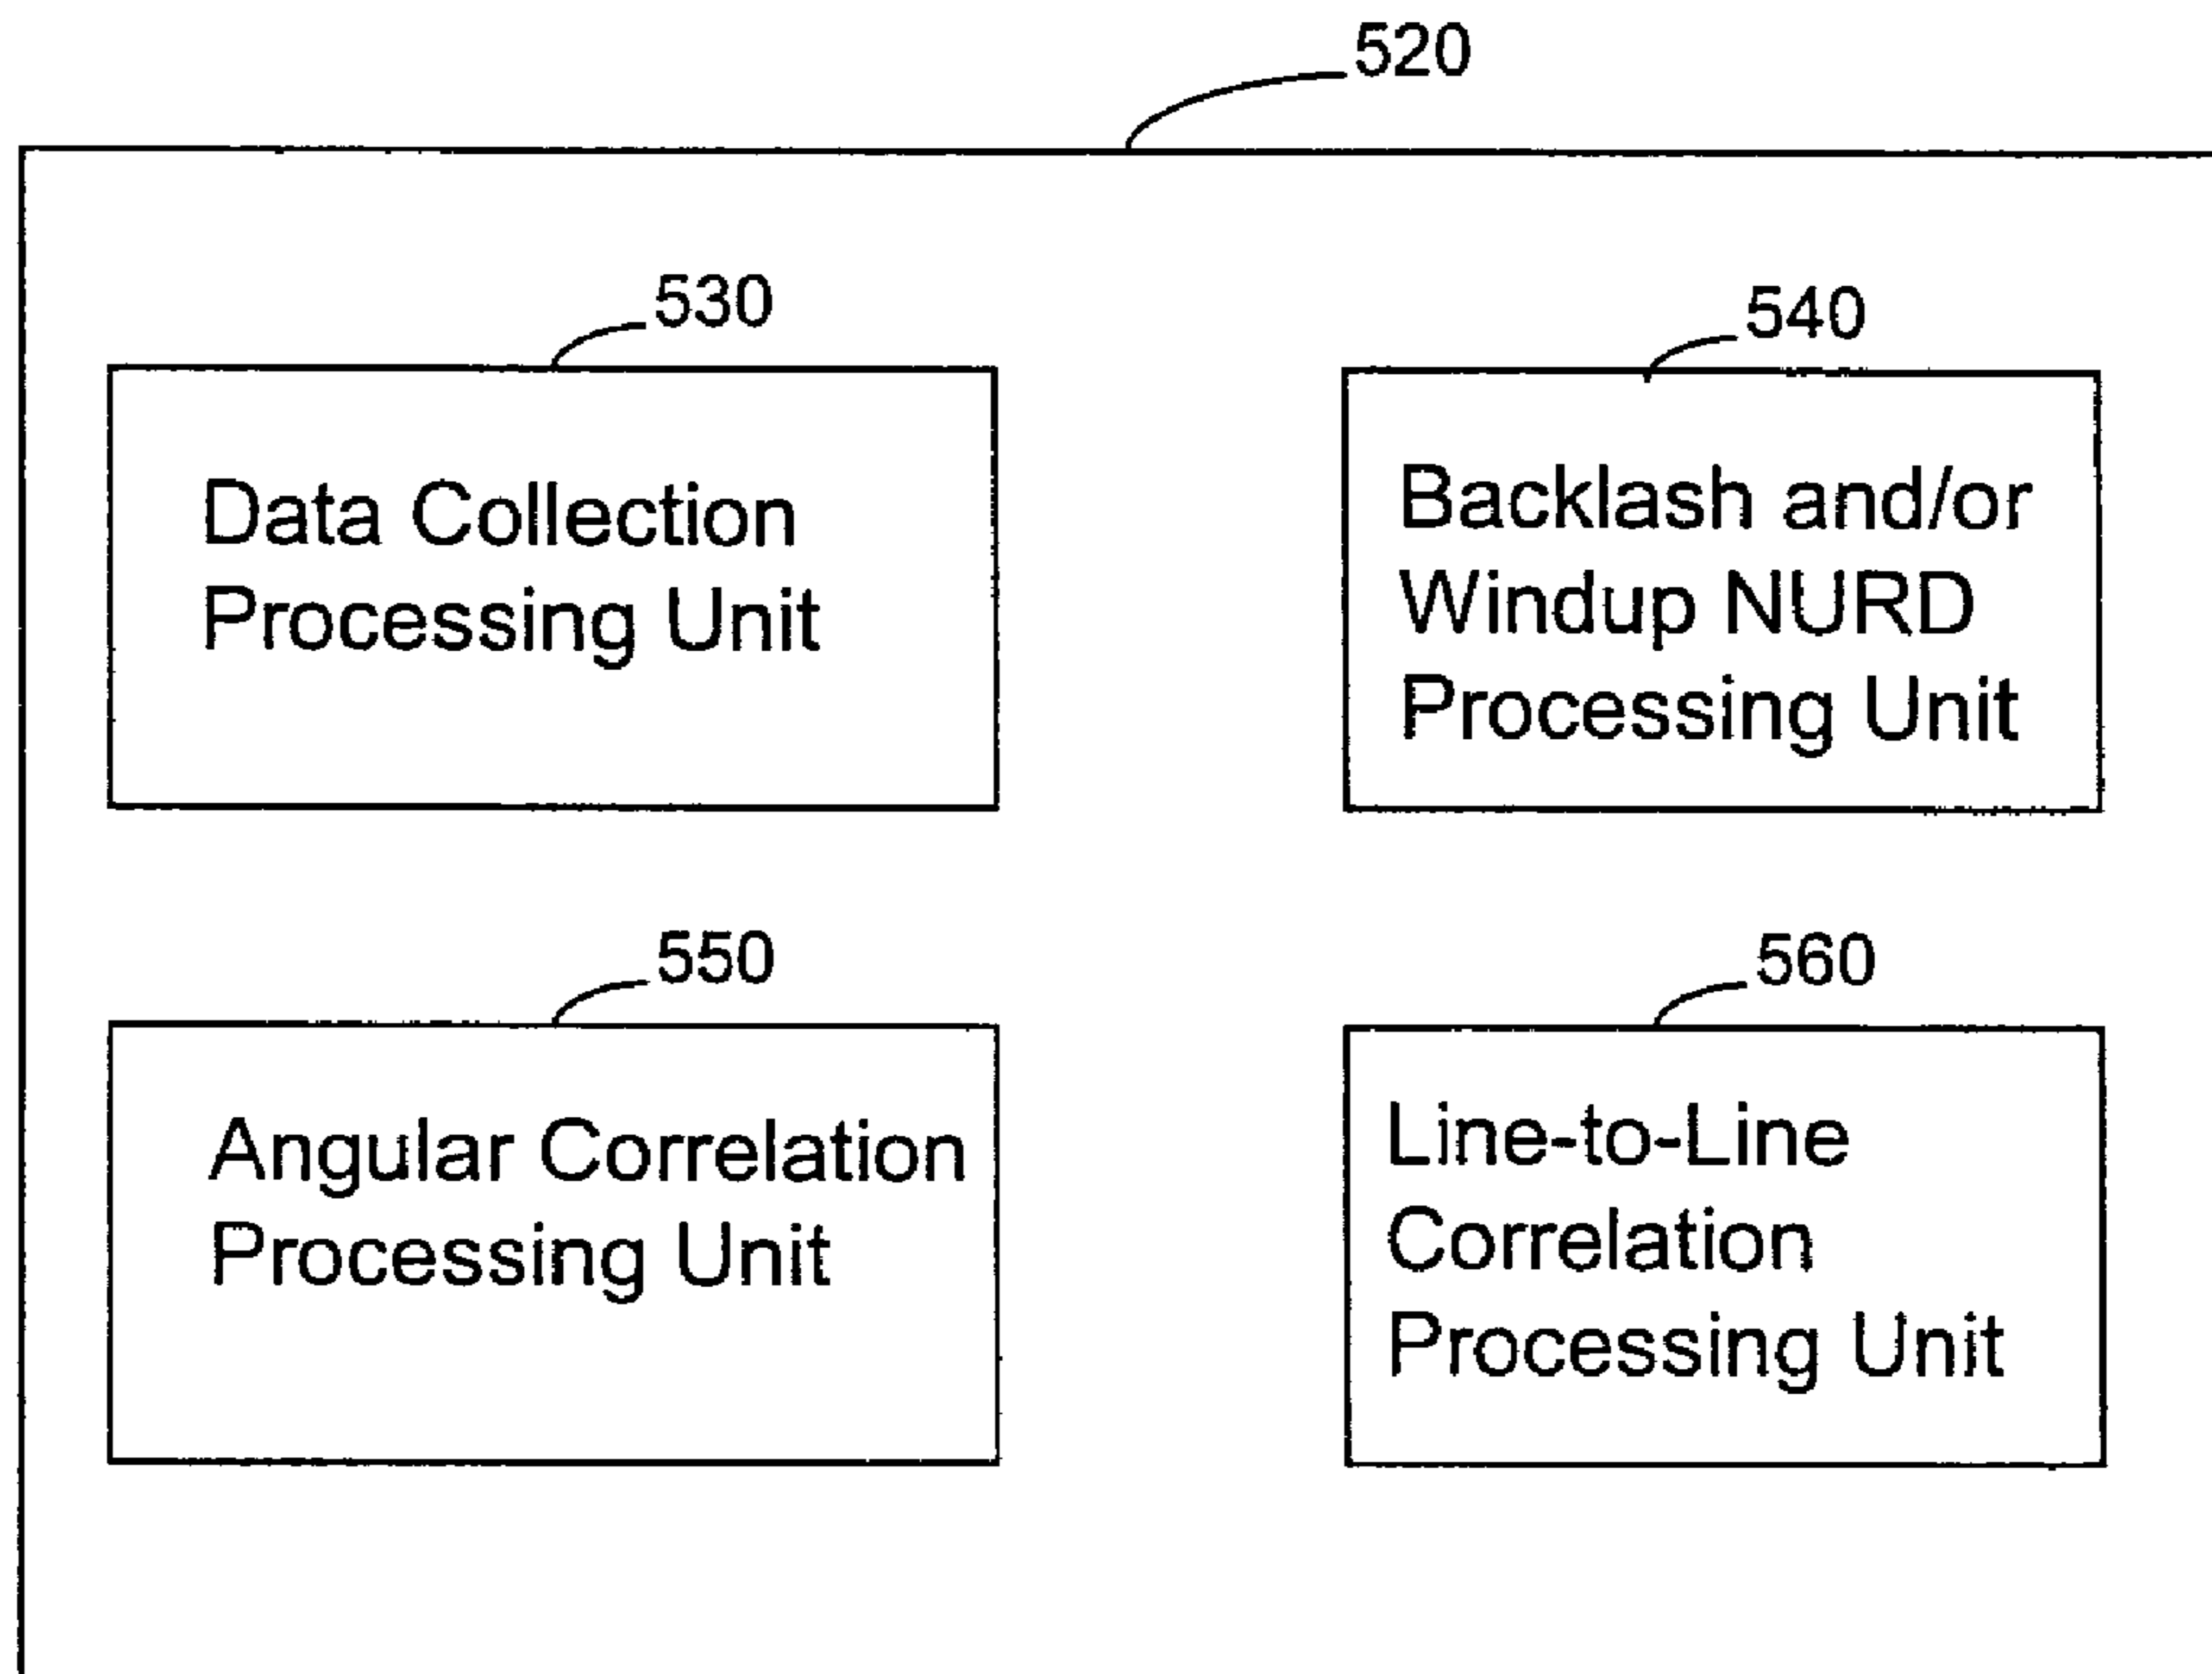 520
530
Data Collection
Processing Unit
540
Backlash and/or
Windup NURD
Processing Unit
550
Angular Correlation
Processing Unit
560
Line-to-Line
Correlation
Processing Unit